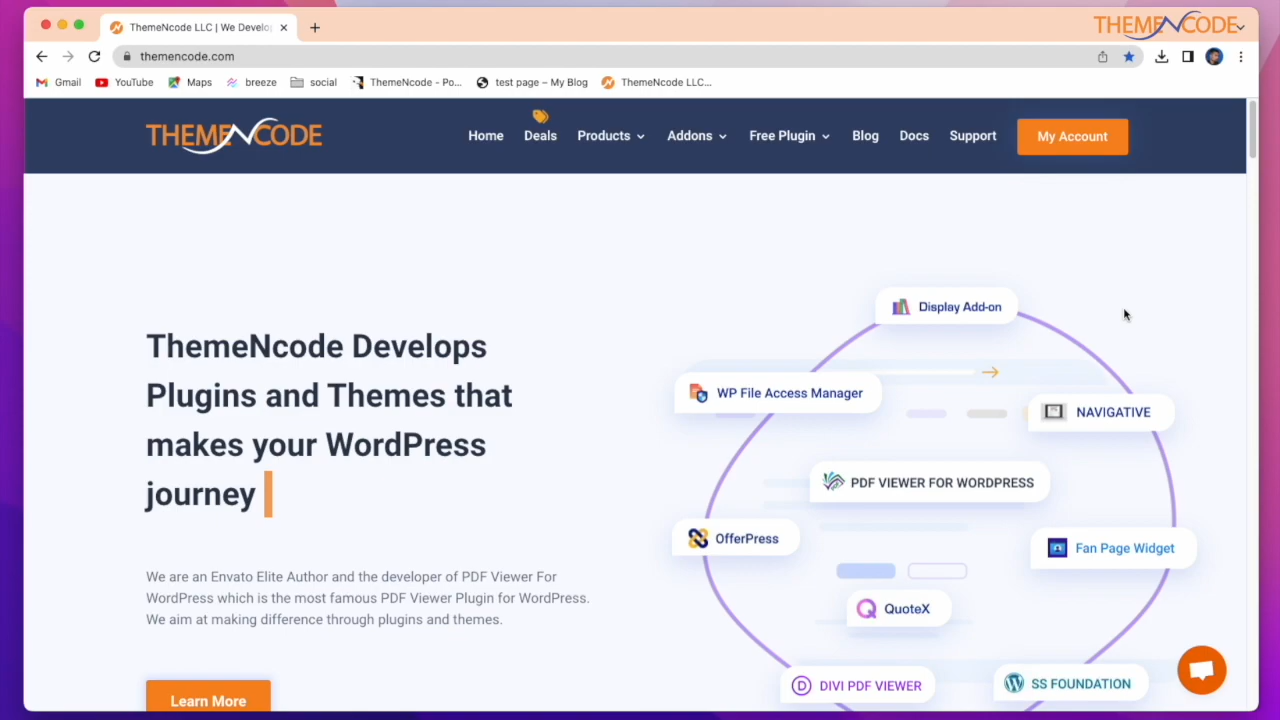 ThemeNcode LLC | We Develo
THEMENCODE
themencode.com
Gmail
YouTube
Maps
breeze
social
ThemeNcode - Po...
test page – My Blog
ThemeNcode LLC...
THEMENCODE
Home
Deals
Products
Addons
Free Plugin
Blog
Docs
Support
My Account
ThemeNcode Develops
Plugins and Themes that
makes your WordPress
journey
We are an Envato Elite Author and the developer of PDF Viewer For
WordPress which is the most famous PDF Viewer Plugin for WordPress.
We aim at making difference through plugins and themes.
Learn More
Display Add-on
WP File Access Manager
NAVIGATIVE
PDF VIEWER FOR WORDPRESS
OfferPress
Fan Page Widget
QuoteX
DIVI PDF VIEWER
SS FOUNDATION